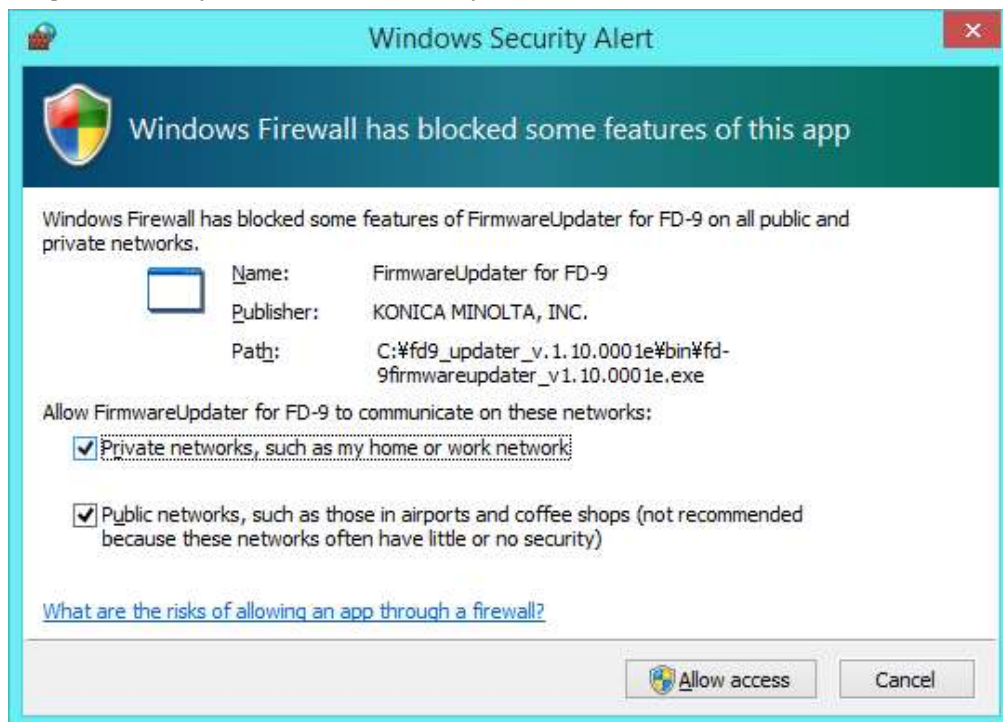 Windows Security Alert
Windows Firewall has blocked some features of this app
Windows Firewall has blocked some features of FirmwareUpdater for FD-9 on all public and
private networks.
Name: FirmwareUpdater for FD-9
Publisher: KONICA MINOLTA, INC.
Path: C:¥fd9_updater_v.1.10.0001e¥bin¥fd-
9firmwareupdater_v1.10.0001e.exe
Allow FirmwareUpdater for FD-9 to communicate on these networks:
Private networks, such as my home or work network
Public networks, such as those in airports and coffee shops (not recommended
because these networks often have little or no security)
What are the risks of allowing an app through a firewall?
Allow access Cancel